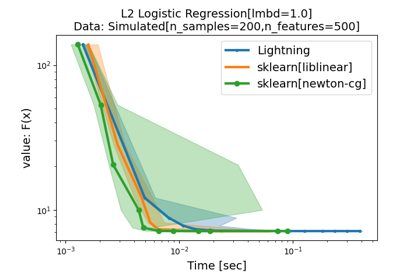 L2 Logistic Regression[lmbd=1.0]
Data: Simulated[n_samples=200,n_features=500]
Lightning
sklearn[liblinear]
sklearn[newton-cg]
value: F(x)
10²
10¹
10⁻³
10⁻²
10⁻¹
Time [sec]